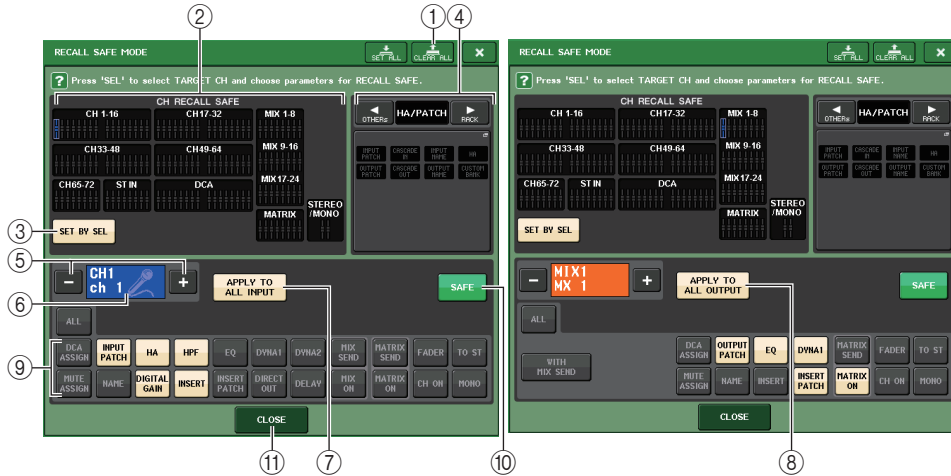 ② ① ④
RECALL SAFE MODE SET ALL CLEAR ALL ×
? Press 'SEL' to select TARGET CH and choose parameters for RECALL SAFE.
CH RECALL SAFE
CH 1-16 CH17-32 MIX 1-8
CH33-48 CH49-64 MIX 9-16
CH65-72 ST IN DCA MIX17-24
MATRIX STEREO
/MONO
OTHERs HA/PATCH RACK
INPUT PATCH CASCADE IN INPUT NAME HA
OUTPUT PATCH CASCADE OUT OUTPUT NAME CUSTOM BANK
③ SET BY SEL
⑤ − CH1 +
⑥ ch 1
APPLY TO
ALL INPUT
SAFE
ALL
⑨ DCA ASSIGN INPUT PATCH HA HPF EQ DYNA1 DYNA2 MIX SEND MATRIX SEND FADER TO ST
MUTE ASSIGN NAME DIGITAL GAIN INSERT INSERT PATCH DIRECT OUT DELAY MIX ON MATRIX ON CH ON MONO
CLOSE
⑪ ⑦ ⑩
RECALL SAFE MODE SET ALL CLEAR ALL ×
? Press 'SEL' to select TARGET CH and choose parameters for RECALL SAFE.
CH RECALL SAFE
CH 1-16 CH17-32 MIX 1-8
CH33-48 CH49-64 MIX 9-16
CH65-72 ST IN DCA MIX17-24
MATRIX STEREO
/MONO
OTHERs HA/PATCH RACK
INPUT PATCH CASCADE IN INPUT NAME HA
OUTPUT PATCH CASCADE OUT OUTPUT NAME CUSTOM BANK
SET BY SEL
− MIX1 +
MX 1
APPLY TO
ALL OUTPUT
SAFE
ALL
WITH
MIX SEND
DCA ASSIGN OUTPUT PATCH EQ DYNA1 MATRIX SEND FADER TO ST
MUTE ASSIGN NAME INSERT INSERT PATCH MATRIX ON CH ON MONO
CLOSE
⑧